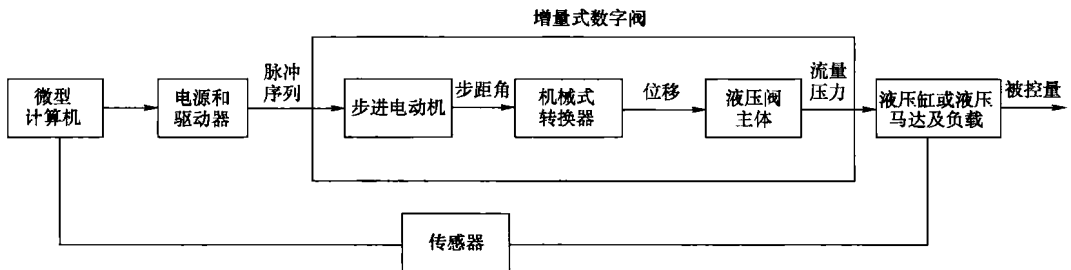 增量式数字阀
微型
计算机
电源和
驱动器
脉冲
序列
步进电动机
步距角
机械式
转换器
位移
液压阀
主体
流量
压力
液压缸或液压
马达及负载
被控量
传感器